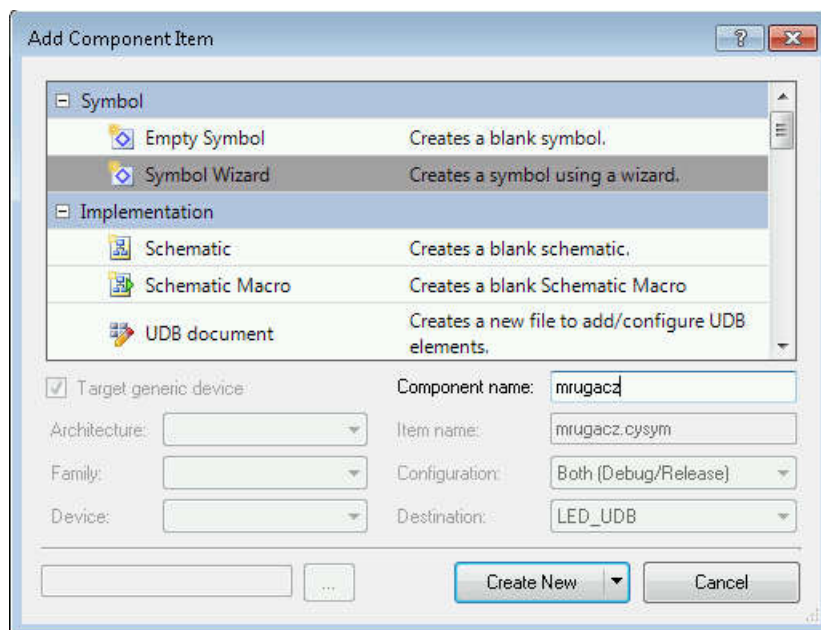 Add Component Item
Symbol
Empty Symbol Creates a blank symbol.
Symbol Wizard Creates a symbol using a wizard.
Implementation
Schematic Creates a blank schematic.
Schematic Macro Creates a blank Schematic Macro
UDB document Creates a new file to add/configure UDB
elements.
Target generic device Component name: mrugacz
Architecture: Item name: mrugacz.cysym
Family: Configuration: Both (Debug/Release)
Device: Destination: LED_UDB
... Create New Cancel